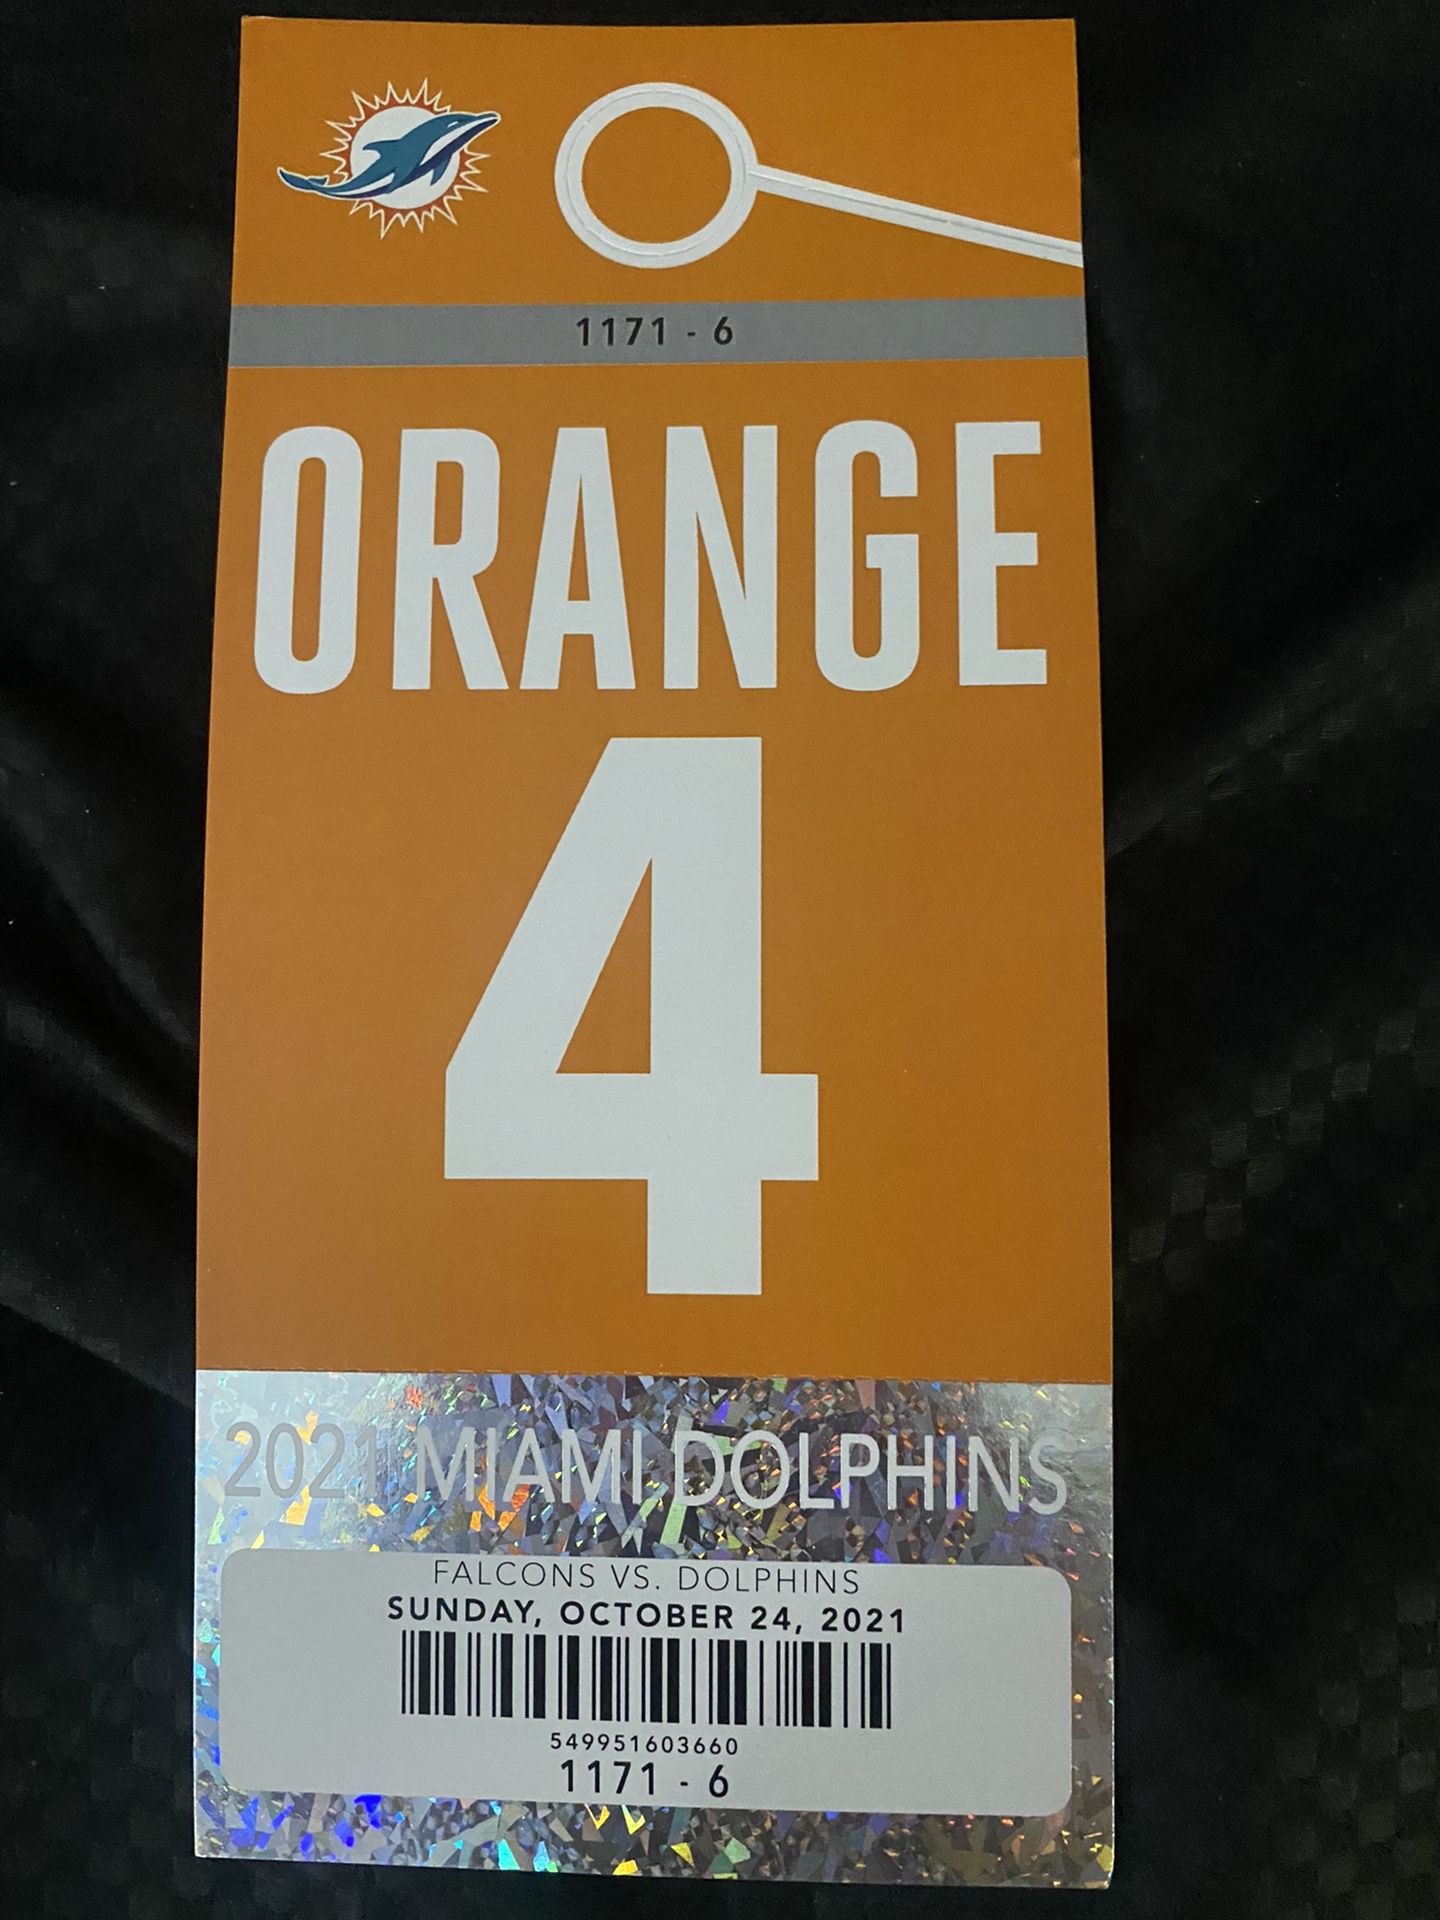 1171 - 6
ORANGE
4
2021 MIAMI DOLPHINS
FALCONS VS. DOLPHINS
SUNDAY, OCTOBER 24, 2021
549951603660
1171 - 6